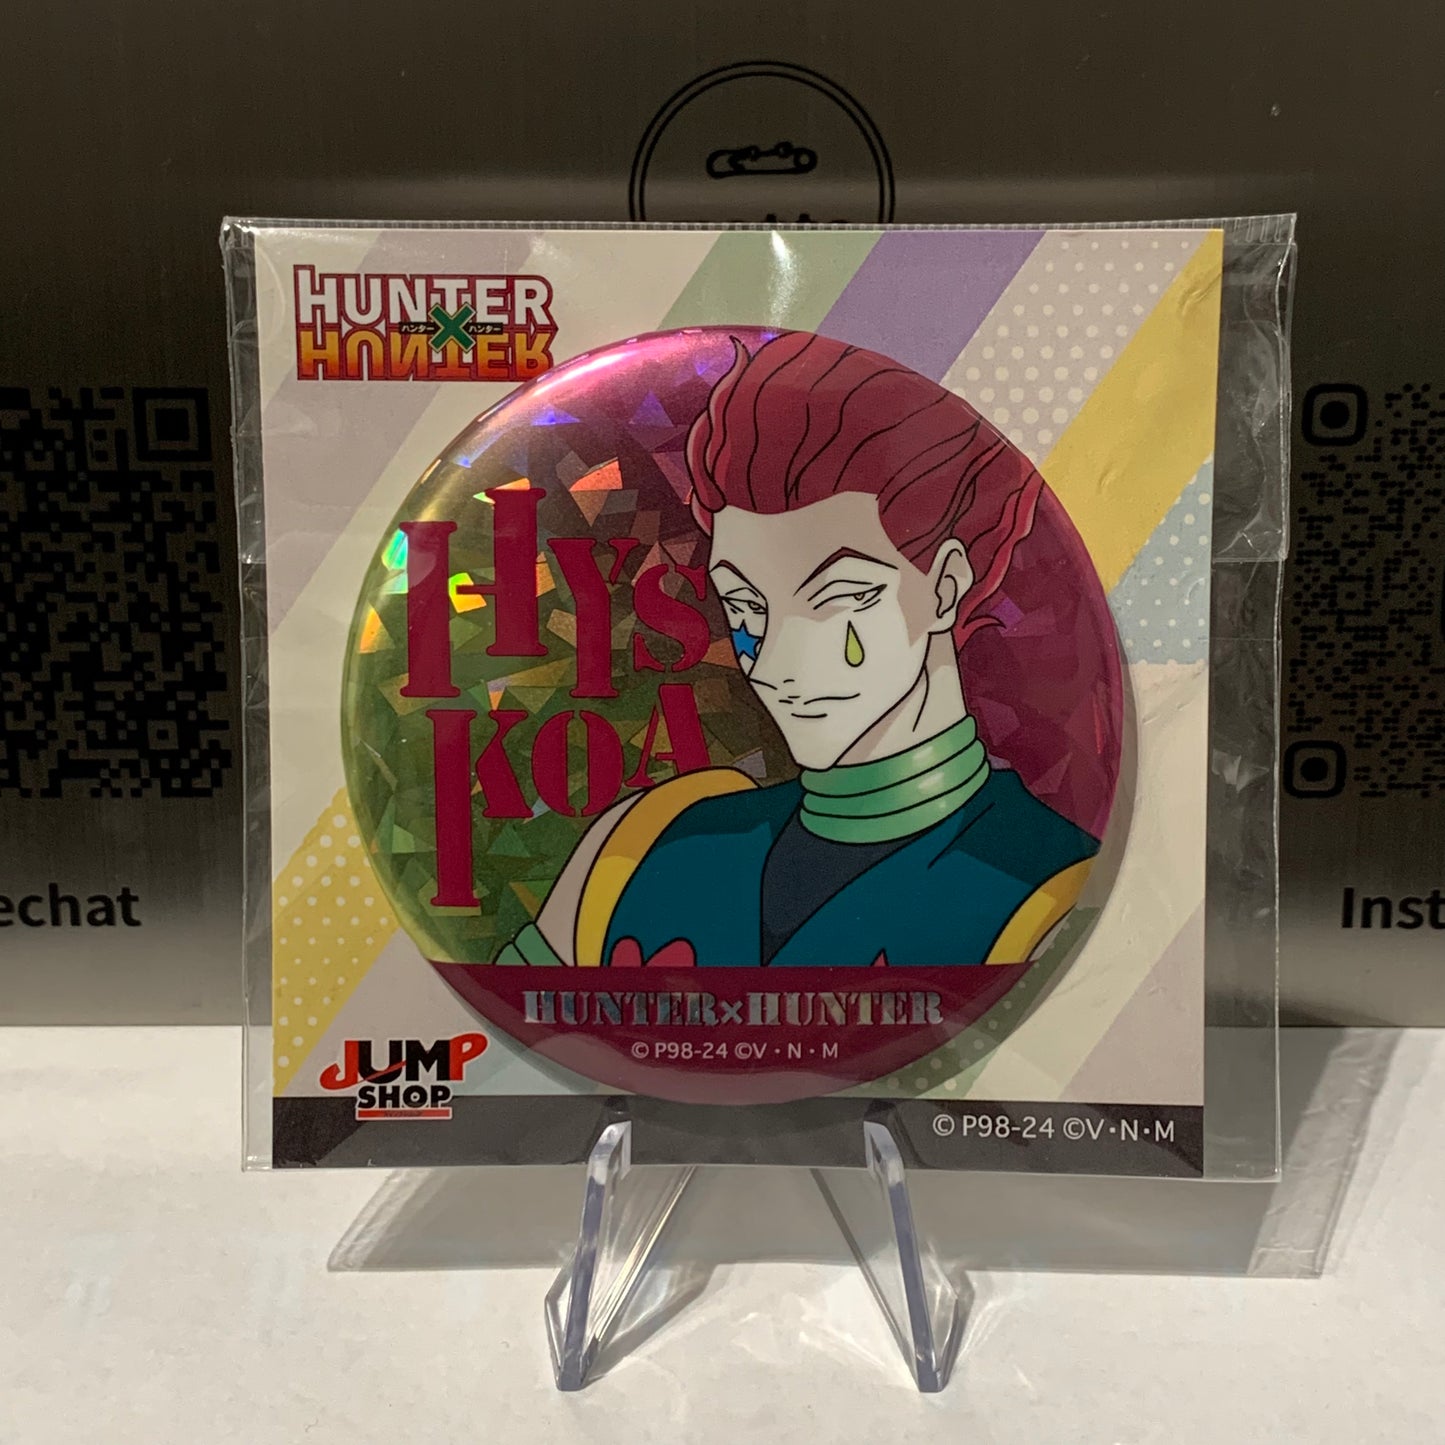 HUNTER
ハンター×ハンター
HUNTER
HYS
KOA
HUNTER×HUNTER
© P98-24 ©V・N・M
JUMP
SHOP
© P98-24 ©V・N・M
echat
Inst